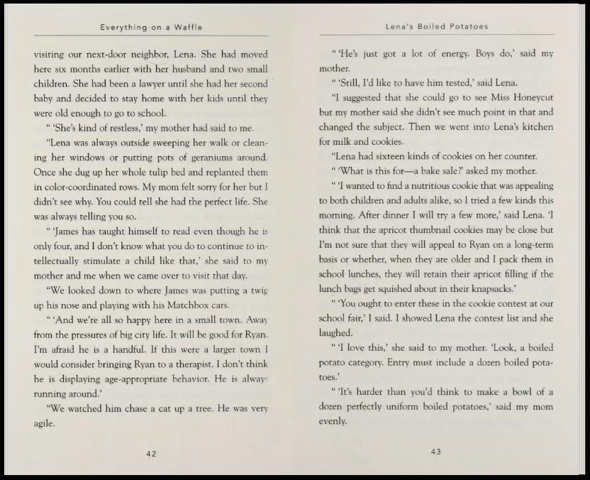 Everything on a Waffle
visiting our next-door neighbor, Lena. She had moved
here six months earlier with her husband and two small
children. She had been a lawyer until she had her second
baby and decided to stay home with her kids until they
were old enough to go to school.
“ ‘She's kind of restless,’ my mother had said to me.
“Lena was always outside sweeping her walk or clean-
ing her windows or putting pots of geraniums around.
Once she dug up her whole tulip bed and replanted them
in color-coordinated rows. My mom felt sorry for her but I
didn't see why. You could tell she had the perfect life. She
was always telling you so.
“ ‘James has taught himself to read even though he is
only four, and I don't know what you do to continue to in-
tellectually stimulate a child like that,’ she said to my
mother and me when we came over to visit that day.
“We looked down to where James was putting a twig
up his nose and playing with his Matchbox cars.
“ ‘And we're all so happy here in a small town. Away
from the pressures of big city life. It will be good for Ryan.
I'm afraid he is a handful. If this were a larger town I
would consider bringing Ryan to a therapist. I don't think
he is displaying age-appropriate behavior. He is always
running around.’
“We watched him chase a cat up a tree. He was very
agile.
42
Lena's Boiled Potatoes
“ ‘He's just got a lot of energy. Boys do,’ said my
mother.
“ ‘Still, I'd like to have him tested,’ said Lena.
“I suggested that she could go to see Miss Honeycut
but my mother said she didn't see much point in that and
changed the subject. Then we went into Lena's kitchen
for milk and cookies.
“Lena had sixteen kinds of cookies on her counter.
“ ‘What is this for—a bake sale?’ asked my mother.
“ ‘I wanted to find a nutritious cookie that was appealing
to both children and adults alike, so I tried a few kinds this
morning. After dinner I will try a few more,’ said Lena. ‘I
think that the apricot thumbnail cookies may be close but
I'm not sure that they will appeal to Ryan on a long-term
basis or whether, when they are older and I pack them in
school lunches, they will retain their apricot filling if the
lunch bags get squished about in their knapsacks.’
“ ‘You ought to enter these in the cookie contest at our
school fair,’ I said. I showed Lena the contest list and she
laughed.
“ ‘I love this,’ she said to my mother. ‘Look, a boiled
potato category. Entry must include a dozen boiled pota-
toes.’
“ ‘It's harder than you'd think to make a bowl of a
dozen perfectly uniform boiled potatoes,’ said my mom
evenly.
43